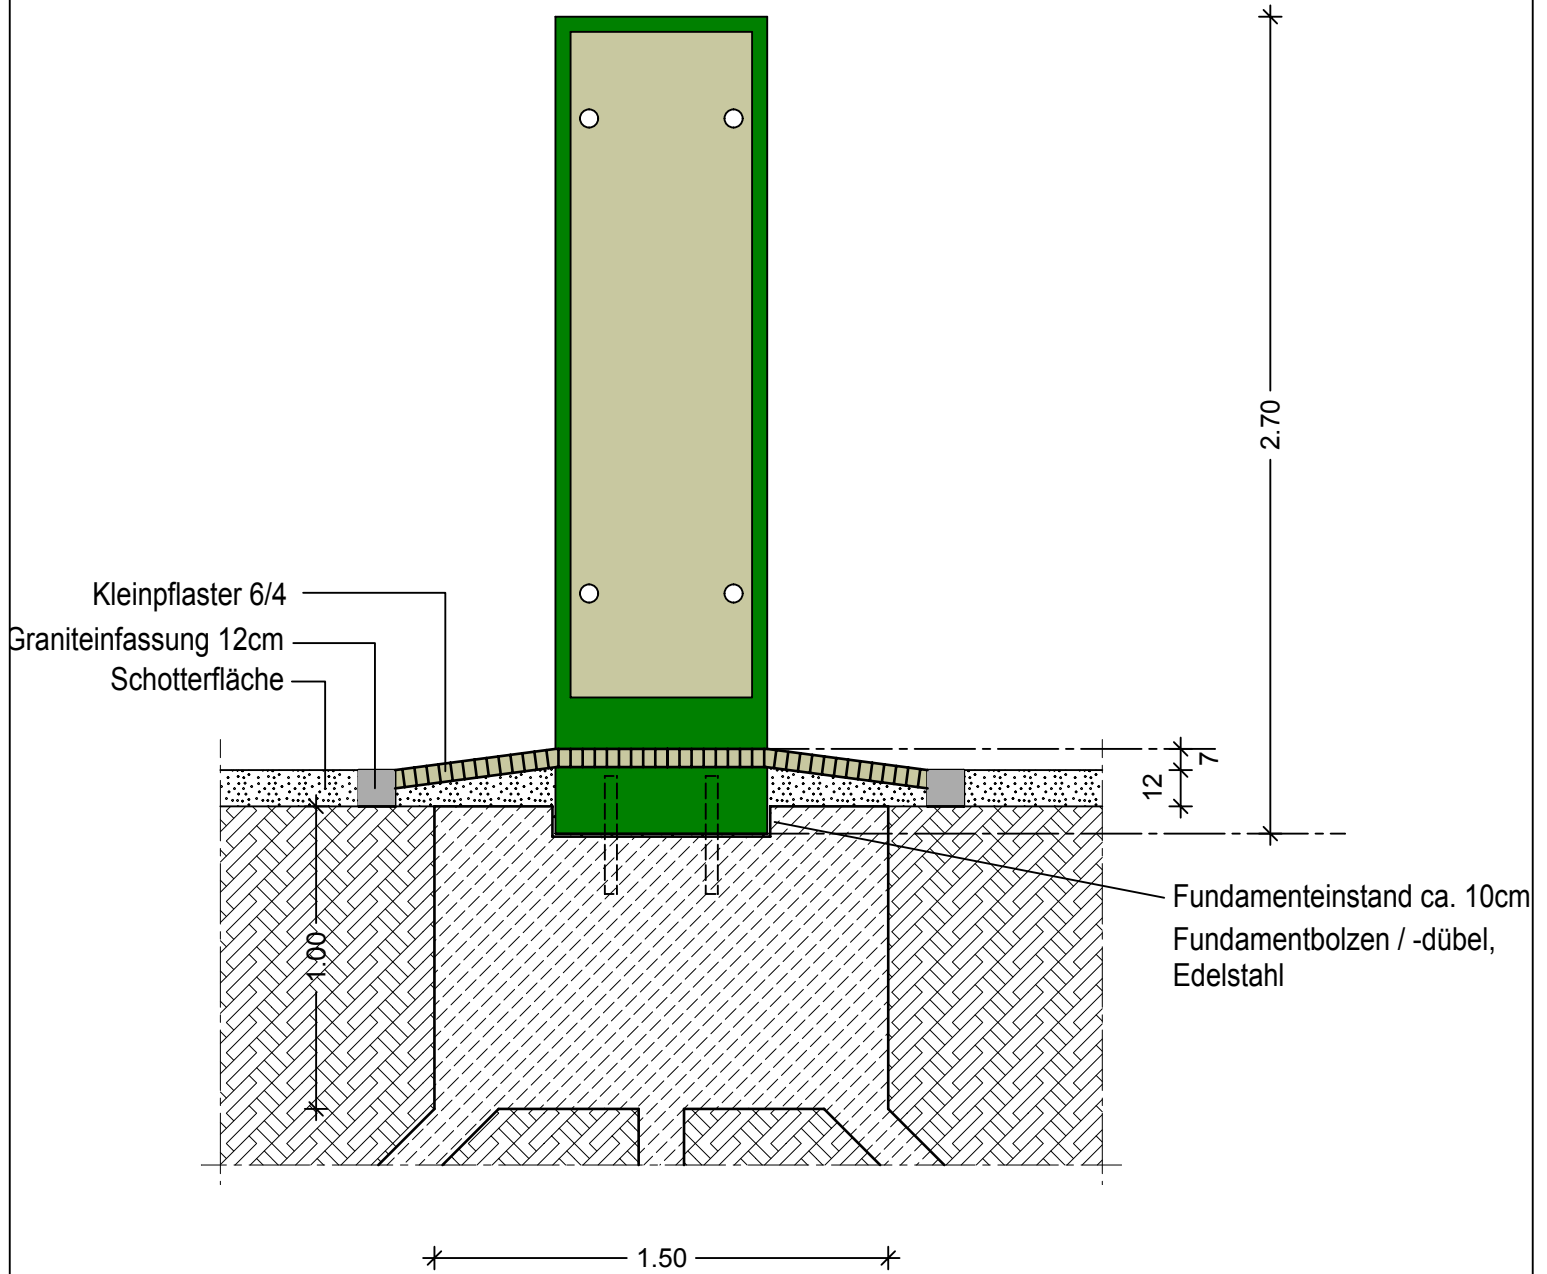 2.70
Kleinpflaster 6/4
Graniteinfassung 12cm
Schotterfläche
7
12
Fundamenteinstand ca. 10cm
Fundamentbolzen / -dübel,
Edelstahl
1.00
1.50